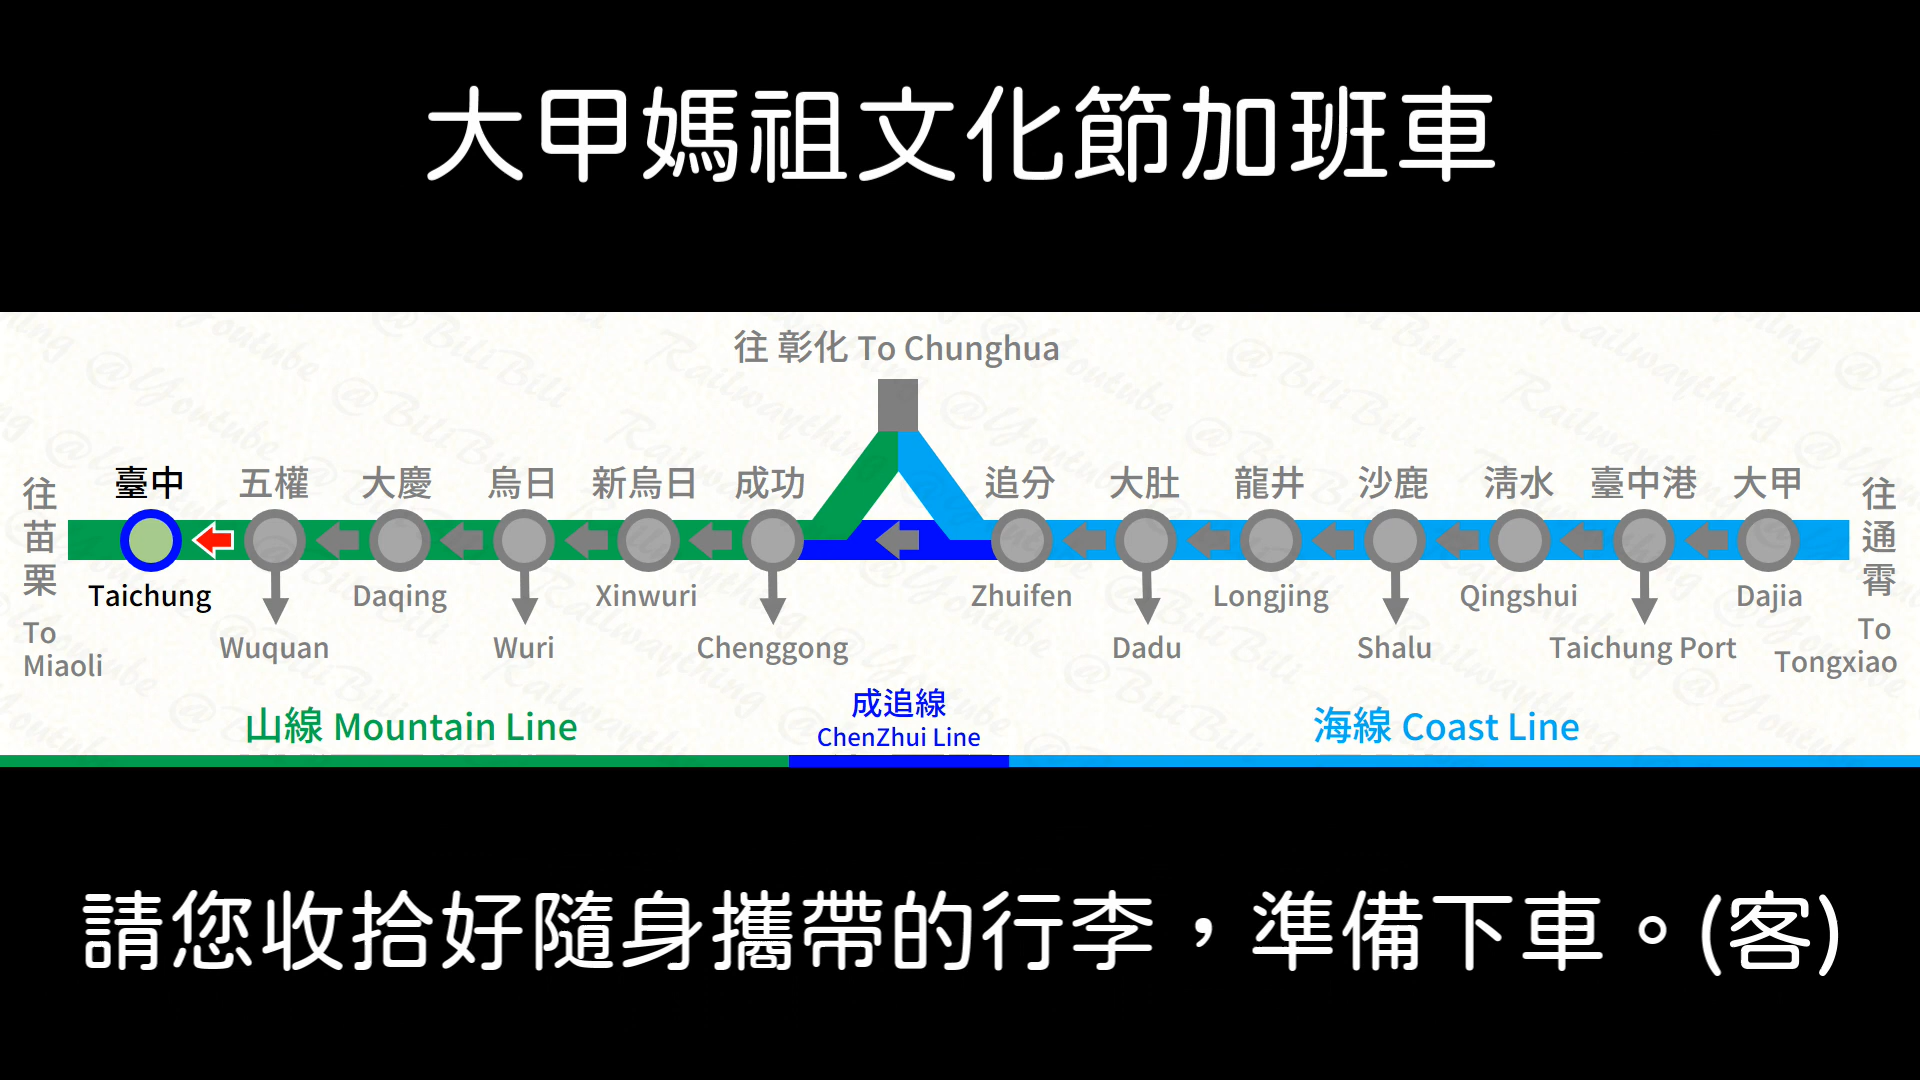 大甲媽祖文化節加班車
往 彰化 To Chunghua
臺中 五權 大慶 烏日 新烏日 成功 追分 大肚 龍井 沙鹿 清水 臺中港 大甲
往苗栗
往通霄
Taichung Daqing Xinwuri Zhuifen Longjing Qingshui Dajia
To
Miaoli
To
Tongxiao
Wuquan Wuri Chenggong Dadu Shalu Taichung Port
山線 Mountain Line
成追線
ChenZhui Line
海線 Coast Line
請您收拾好隨身攜帶的行李，準備下車。(客)
Railwaything @Youtube @BiliBili